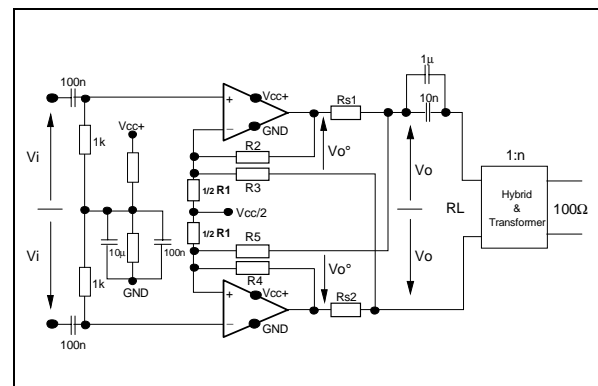 1μ
100n
+
Vcc+
Rs1
10n
Vcc+
−
GND
R2
Vo°
Vo
1:n
Vi
1k
R3
1/2 R1
Hybrid
&
Transformer
100Ω
Vcc/2
RL
1/2 R1
R5
Vo°
Vo
Vi
10μ
100n
R4
1k
GND
+
Vcc+
Rs2
−
GND
100n